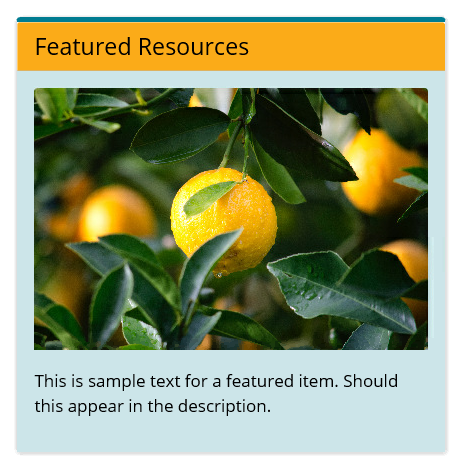 Featured Resources
This is sample text for a featured item. Should
this appear in the description.